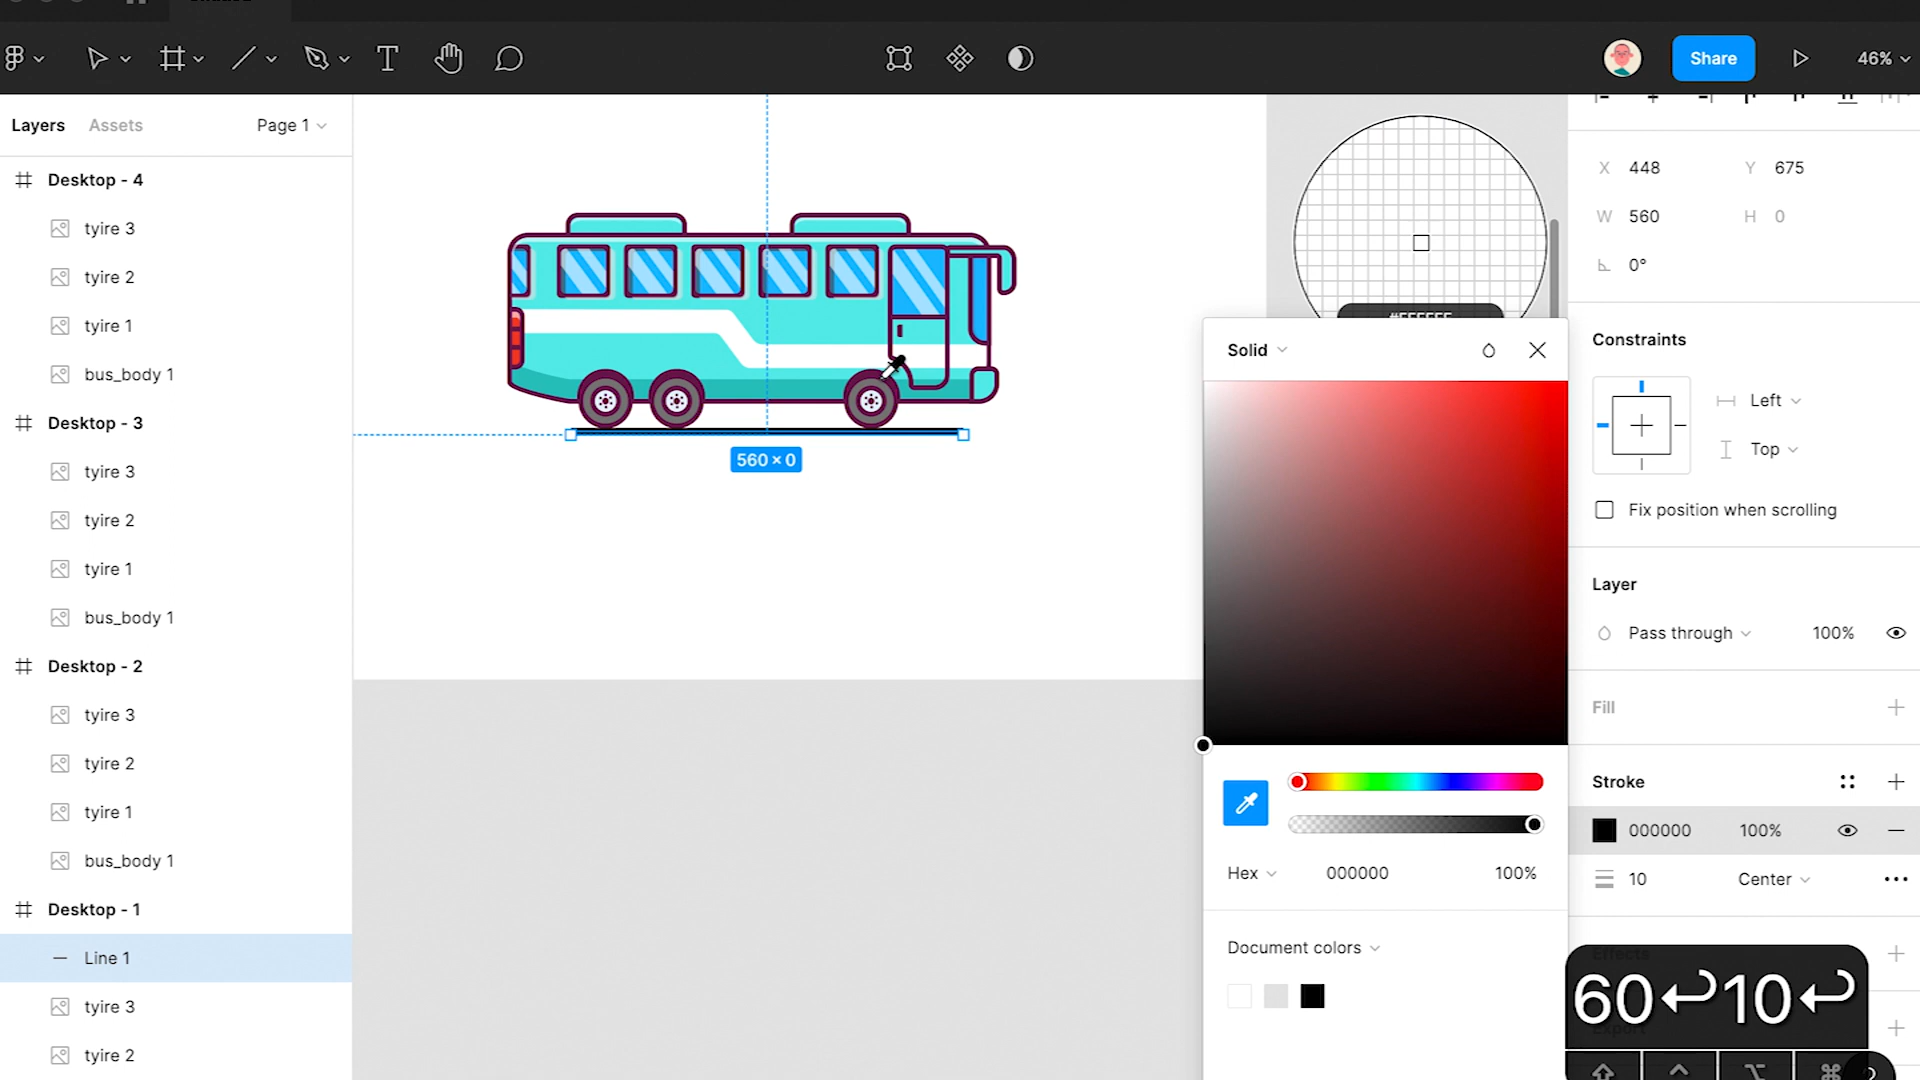 Share
46%
Layers
Assets
Page 1
Desktop - 4
tyire 3
tyire 2
tyire 1
bus_body 1
Desktop - 3
tyire 3
tyire 2
tyire 1
bus_body 1
Desktop - 2
tyire 3
tyire 2
tyire 1
bus_body 1
Desktop - 1
Line 1
tyire 3
tyire 2
560 × 0
Solid
Hex
000000
100%
Document colors
X 448
Y 675
W 560
H 0
0°
Constraints
Left
Top
Fix position when scrolling
Layer
Pass through
100%
Fill
Stroke
000000
100%
10
Center
Effects
Export
60↩10↩